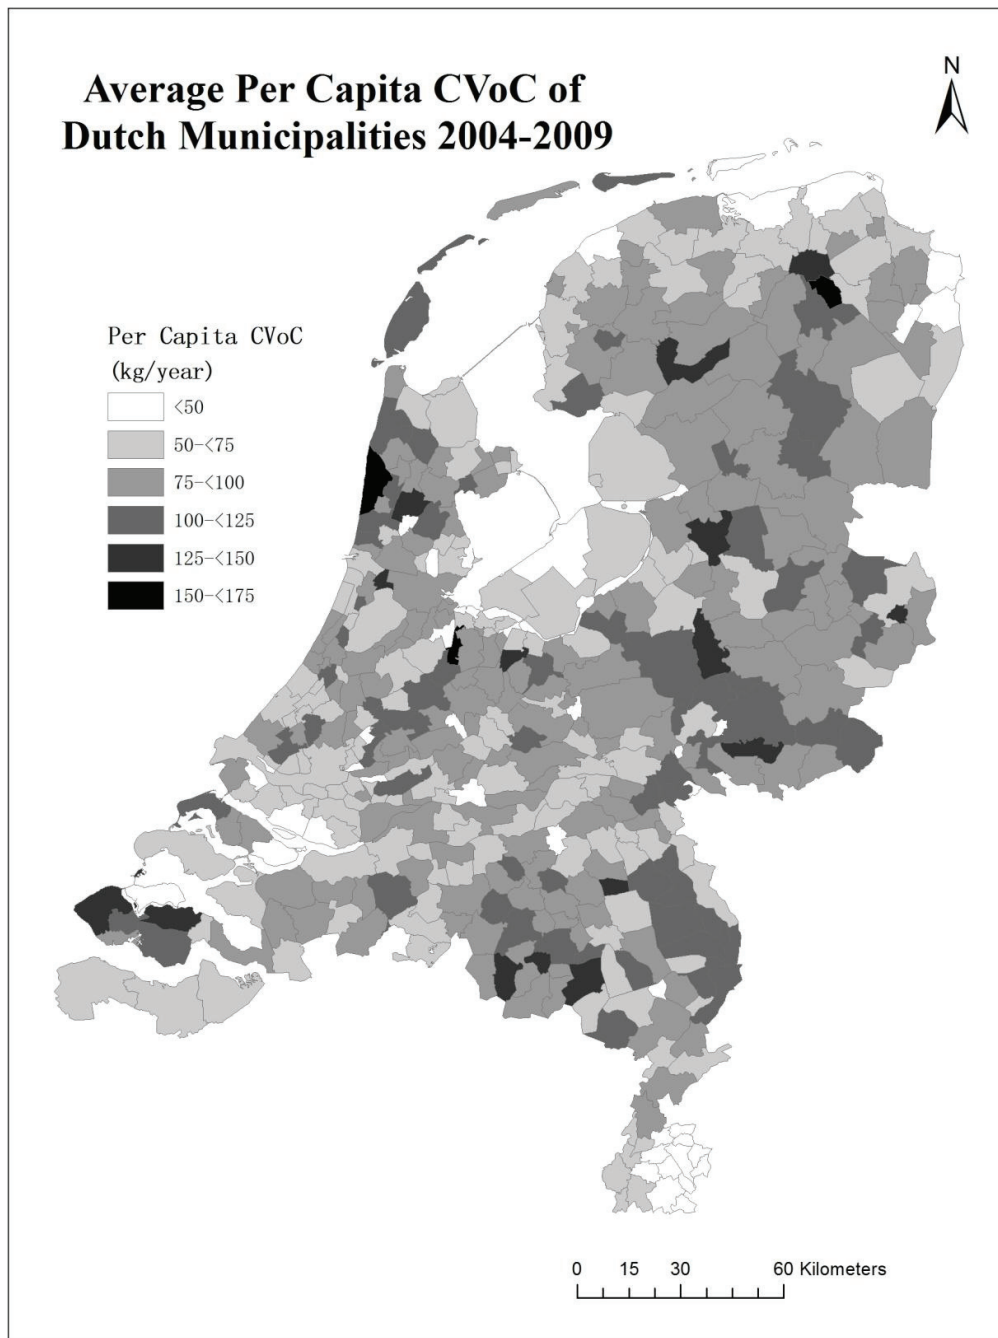 Average Per Capita CVoC of
Dutch Municipalities 2004-2009
N
Per Capita CVoC
(kg/year)
<50
50-<75
75-<100
100-<125
125-<150
150-<175
0 15 30 60 Kilometers